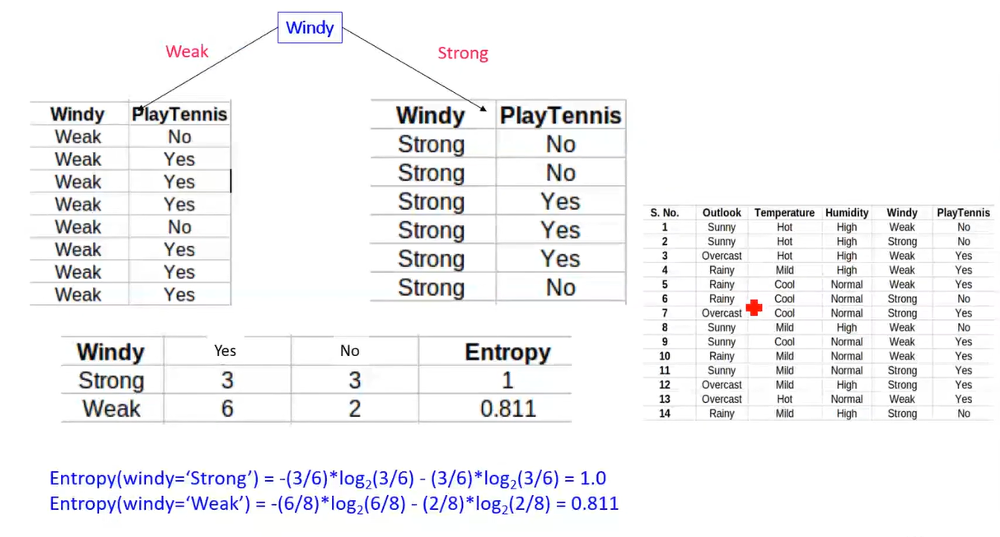 Windy
Weak
Strong
Windy PlayTennis
Weak No
Weak Yes
Weak Yes
Weak Yes
Weak No
Weak Yes
Weak Yes
Weak Yes
Windy PlayTennis
Strong No
Strong No
Strong Yes
Strong Yes
Strong Yes
Strong No
S. No. Outlook Temperature Humidity Windy PlayTennis
1 Sunny Hot High Weak No
2 Sunny Hot High Strong No
3 Overcast Hot High Weak Yes
4 Rainy Mild High Weak Yes
5 Rainy Cool Normal Weak Yes
6 Rainy Cool Normal Strong No
7 Overcast Cool Normal Strong Yes
8 Sunny Mild High Weak No
9 Sunny Cool Normal Weak Yes
10 Rainy Mild Normal Weak Yes
11 Sunny Mild Normal Strong Yes
12 Overcast Mild High Strong Yes
13 Overcast Hot Normal Weak Yes
14 Rainy Mild High Strong No
Windy Yes No Entropy
Strong 3 3 1
Weak 6 2 0.811
Entropy(windy=‘Strong’) = -(3/6)*log₂(3/6) - (3/6)*log₂(3/6) = 1.0
Entropy(windy=‘Weak’) = -(6/8)*log₂(6/8) - (2/8)*log₂(2/8) = 0.811